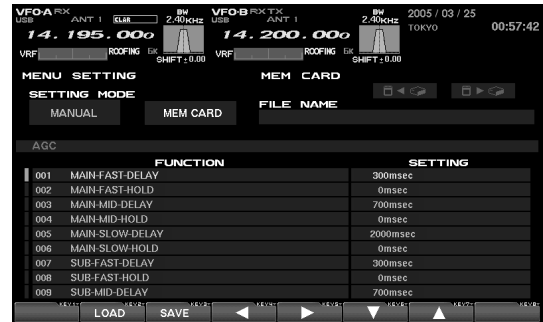 VFO-A RX VFO-B RX TX 2005 / 03 / 25
USB ANT 1 CLAR BW 2.40KHz USB ANT 1 BW 2.40KHz TOKYO 00:57:42
14. 195. 00o 14. 200. 00o
VRF ROOFING 6K SHIFT± 0.00 VRF ROOFING 6K SHIFT± 0.00
MENU SETTING MEM CARD
SETTING MODE
MANUAL MEM CARD FILE NAME
AGC
FUNCTION SETTING
001 MAIN-FAST-DELAY 300msec
002 MAIN-FAST-HOLD 0msec
003 MAIN-MID-DELAY 700msec
004 MAIN-MID-HOLD 0msec
005 MAIN-SLOW-DELAY 2000msec
006 MAIN-SLOW-HOLD 0msec
007 SUB-FAST-DELAY 300msec
008 SUB-FAST-HOLD 0msec
009 SUB-MID-DELAY 700msec
LOAD SAVE